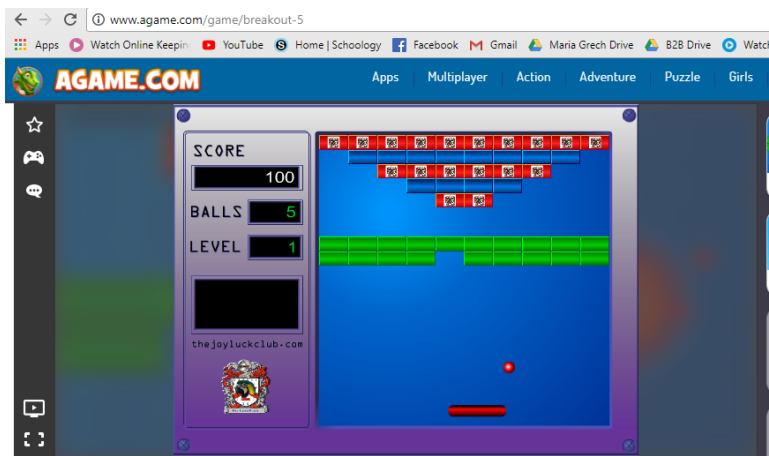 www.agame.com/game/breakout-5
Apps Watch Online Keepin YouTube Home | Schoology Facebook Gmail Maria Grech Drive B2B Drive Watch
AGAME.COM Apps Multiplayer Action Adventure Puzzle Girls
SCORE
100
BALLS 5
LEVEL 1
thejoyluckclub.com